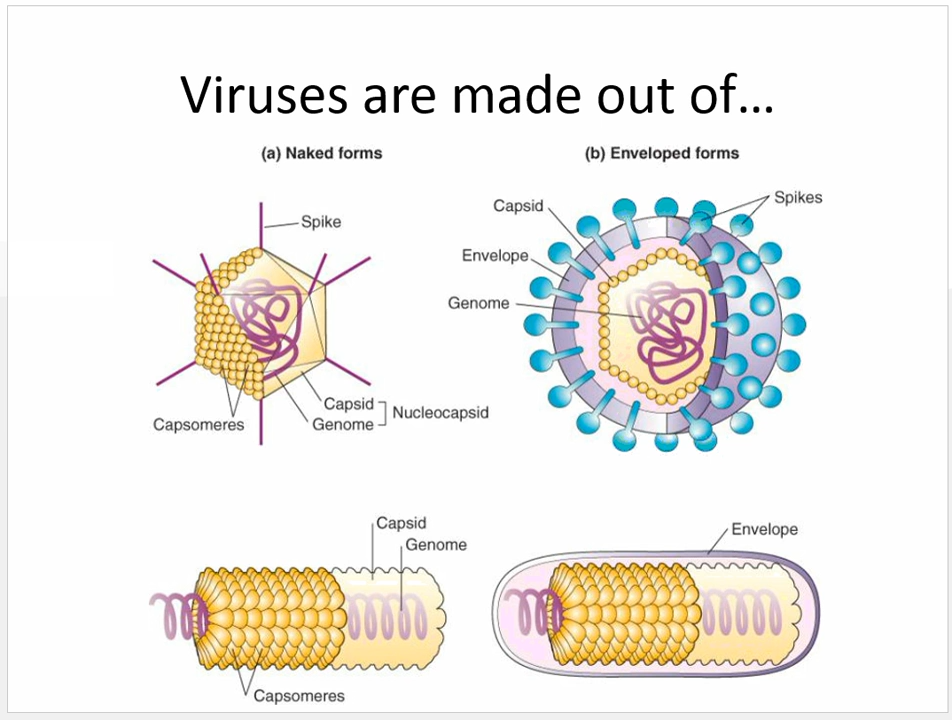 Viruses are made out of...
(a) Naked forms
(b) Enveloped forms
Spike
Capsomeres
Capsid
Genome
Nucleocapsid
Capsid
Envelope
Genome
Spikes
Capsid
Genome
Capsomeres
Envelope